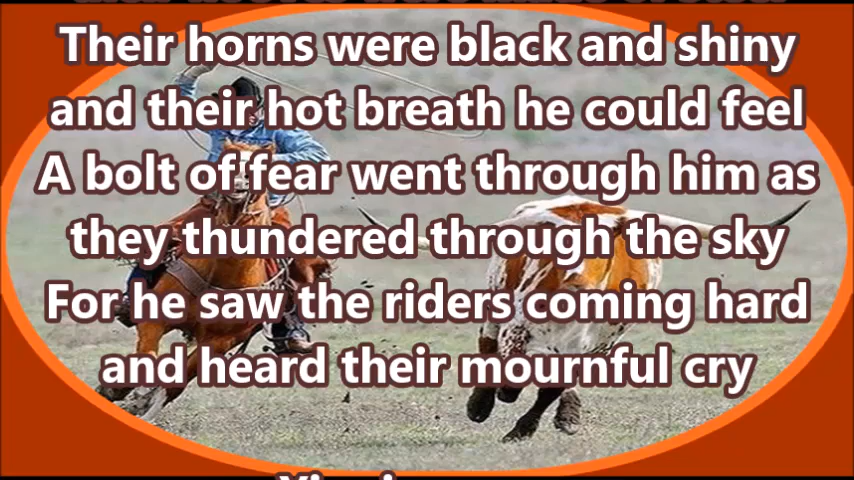 Their horns were black and shiny
and their hot breath he could feel
A bolt of fear went through him as
they thundered through the sky
For he saw the riders coming hard
and heard their mournful cry